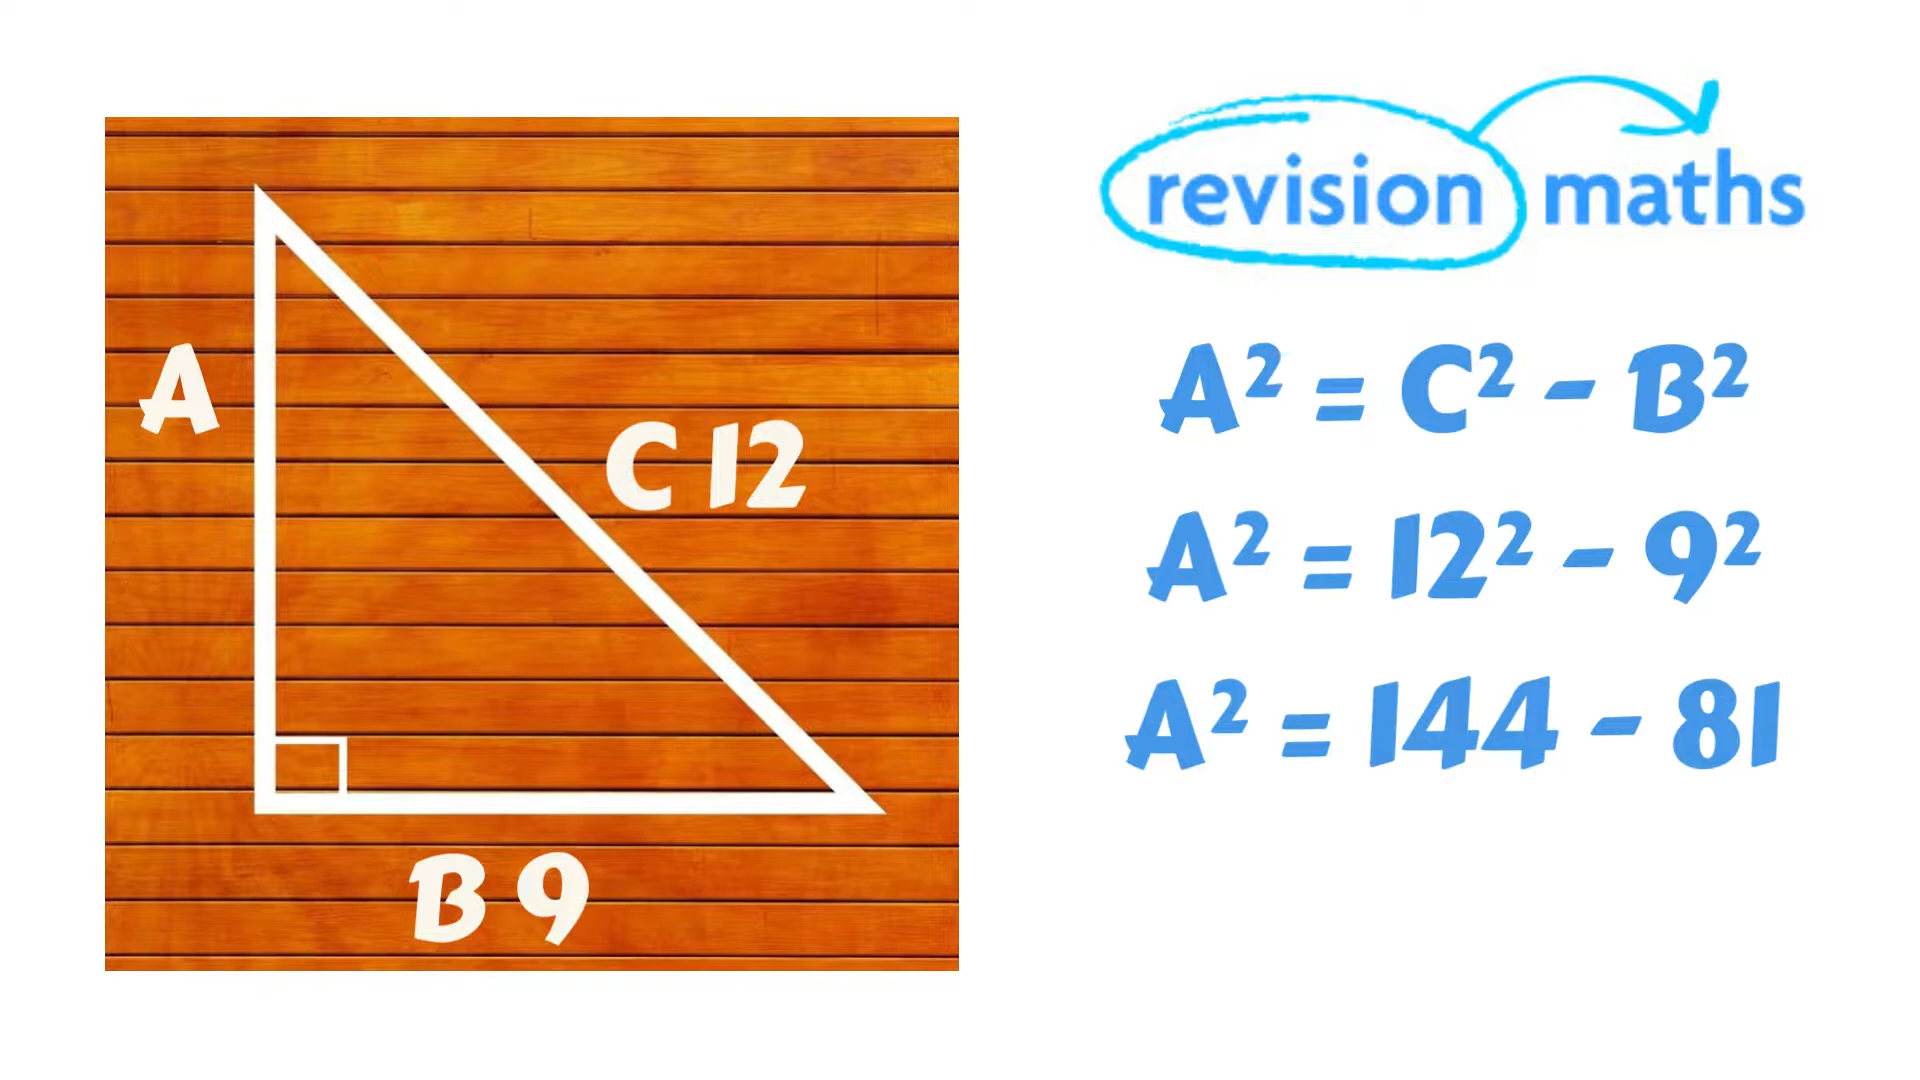 revision maths
A
C 12
B 9
A² = C² - B²
A² = 12² - 9²
A² = 144 - 81